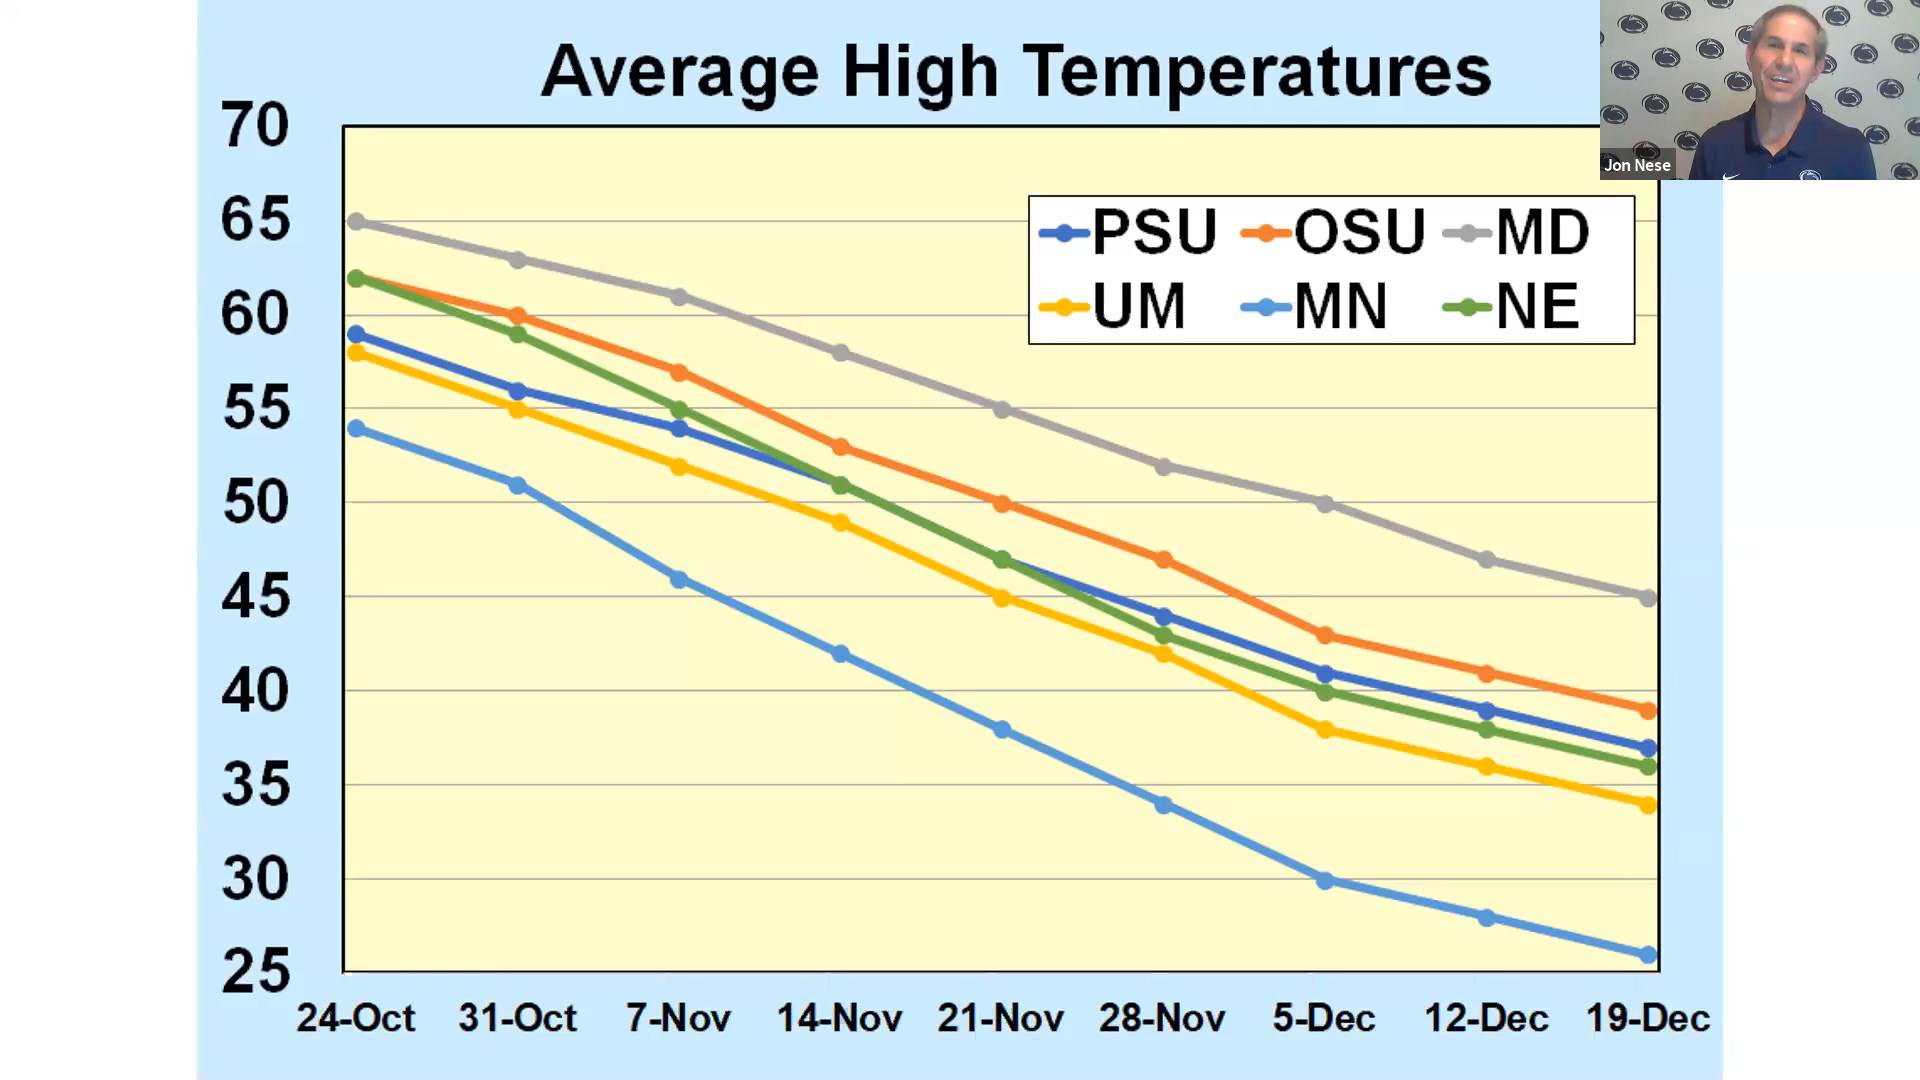 Average High Temperatures
Jon Nese
70
65
60
55
50
45
40
35
30
25
PSU OSU MD
UM MN NE
24-Oct 31-Oct 7-Nov 14-Nov 21-Nov 28-Nov 5-Dec 12-Dec 19-Dec